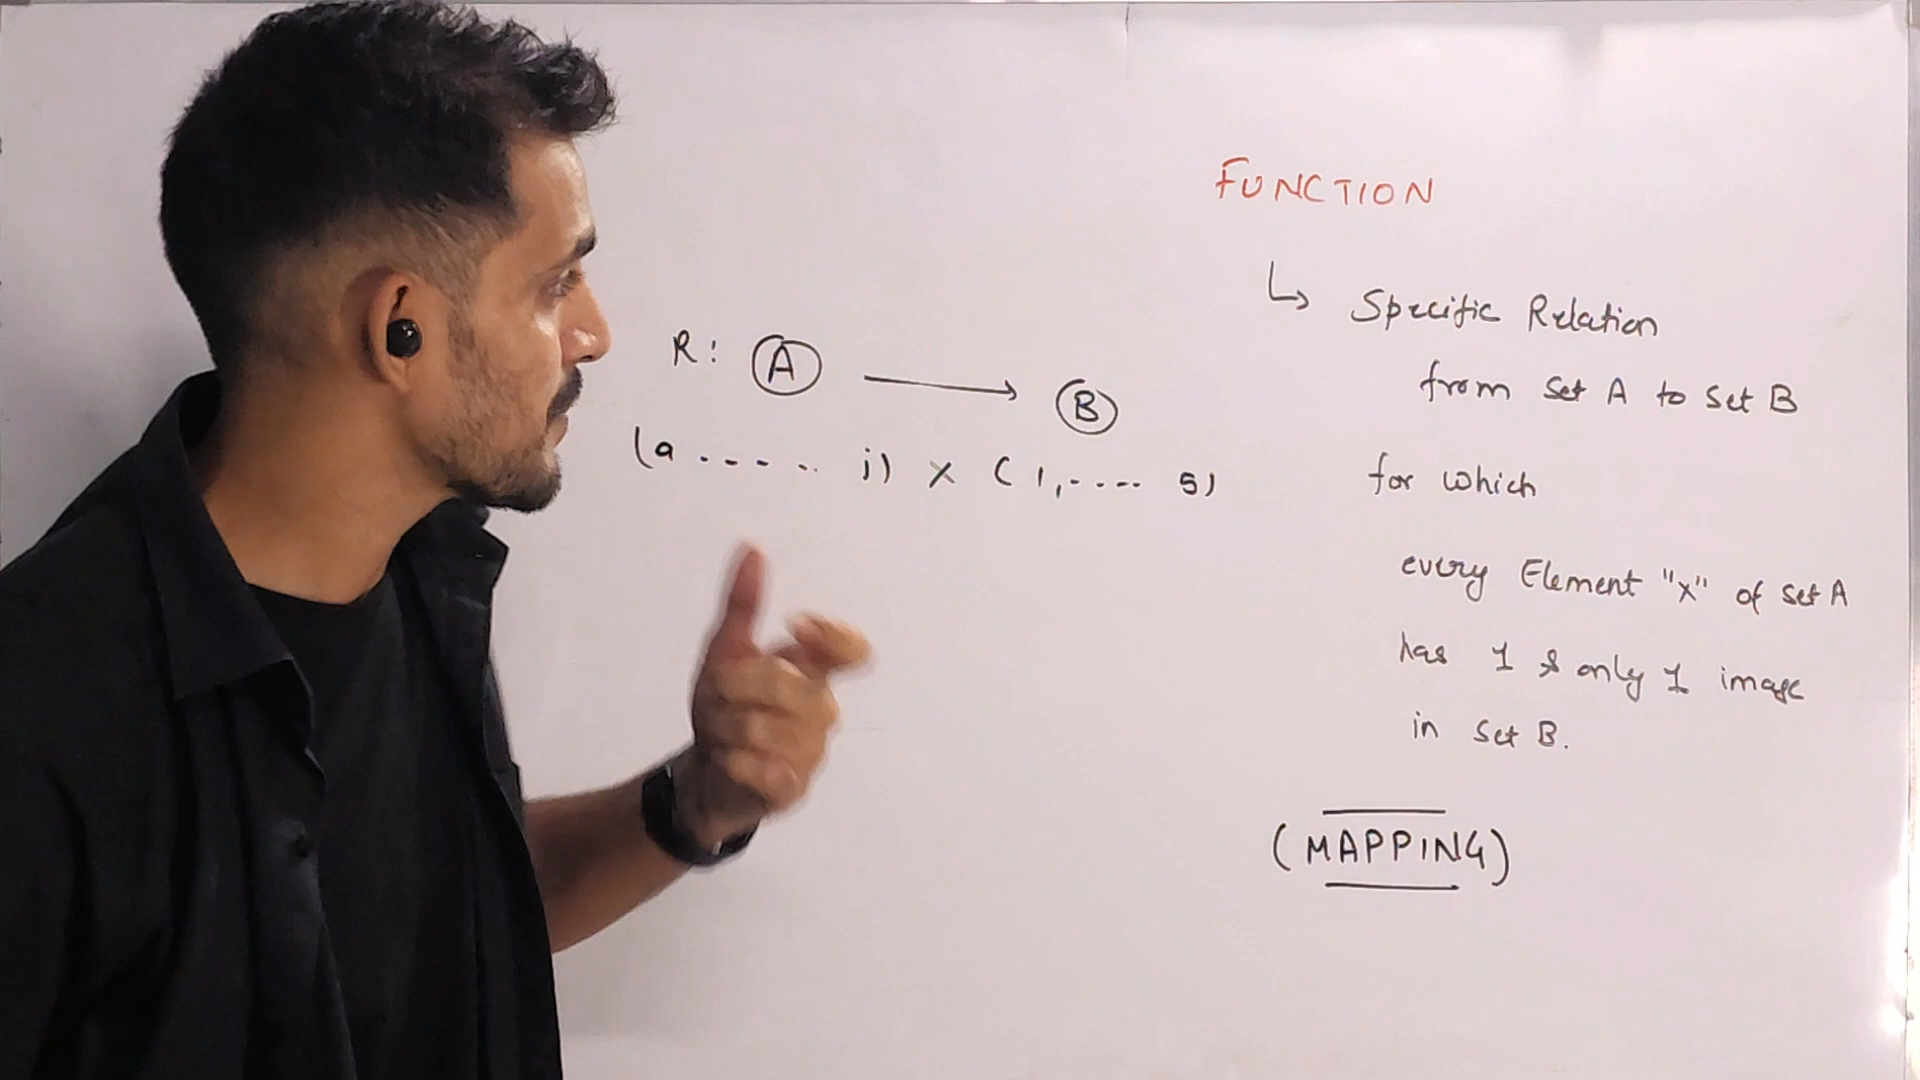 FUNCTION
↳ Specific Relation
from Set A to Set B
for which
every Element "x" of Set A
has 1 & only 1 image
in Set B.
(MAPPING)
R: A ⟶ B
(a ..... j) × (1, .... 5)